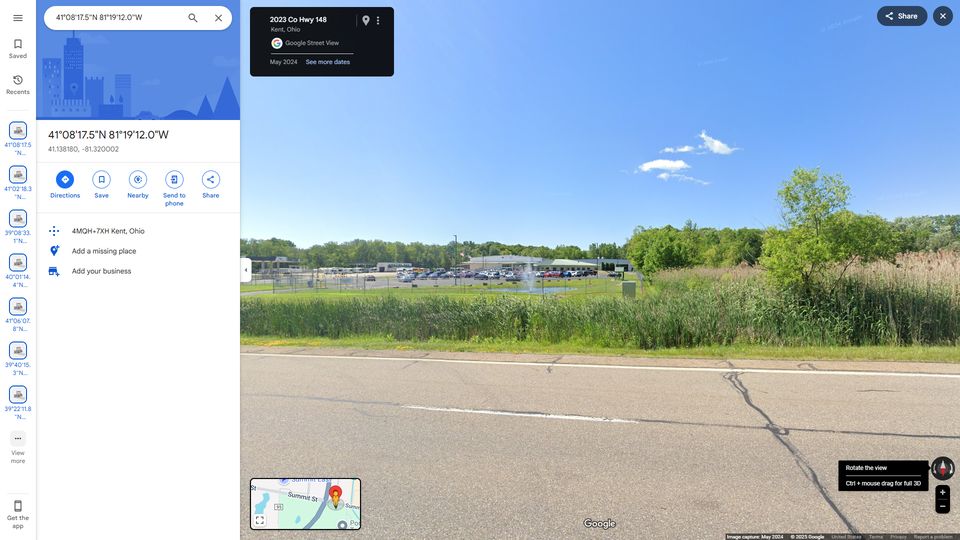 41°08'17.5"N 81°19'12.0"W
Saved
Recents
41°08'17.5
"N...
41°02'18.3
"N...
39°08'33.
1"N...
40°01'14.
4"N...
41°06'07.
8"N...
39°40'15.
3"N...
39°22'11.8
"N...
View
more
Get the
app
41°08'17.5"N 81°19'12.0"W
41.138180, -81.320002
Directions
Save
Nearby
Send to
phone
Share
4MQH+7XH Kent, Ohio
Add a missing place
Add your business
2023 Co Hwy 148
Kent, Ohio
Google Street View
May 2024 See more dates
Share
Summit East
St
Summit St
Summ
Po
Rotate the view
Ctrl + mouse drag for full 3D
Google
Image capture: May 2024 © 2025 Google United States Terms Privacy Report a problem